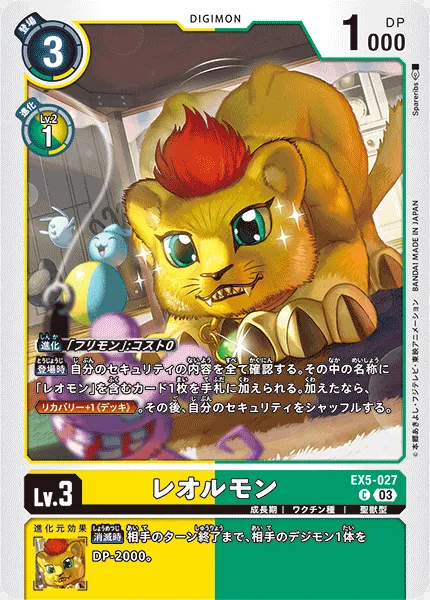 登場
3
DIGIMON
1000
DP
進化
Lv.2
1
Spareribs
©本郷あきよし・フジテレビ・東映アニメーション BANDAI MADE IN JAPAN
進化 「フリモン」:コスト0
登場時 自分のセキュリティの内容を全て確認する。その中の名称に
「レオモン」を含むカード1枚を手札に加えられる。加えたなら、
リカバリー+1《デッキ》。その後、自分のセキュリティをシャッフルする。
EX5-027
C 03
Lv.3
レオルモン
成長期 | ワクチン種 | 聖獣型
進化元効果
消滅時 相手のターン終了まで、相手のデジモン1体を
DP-2000。